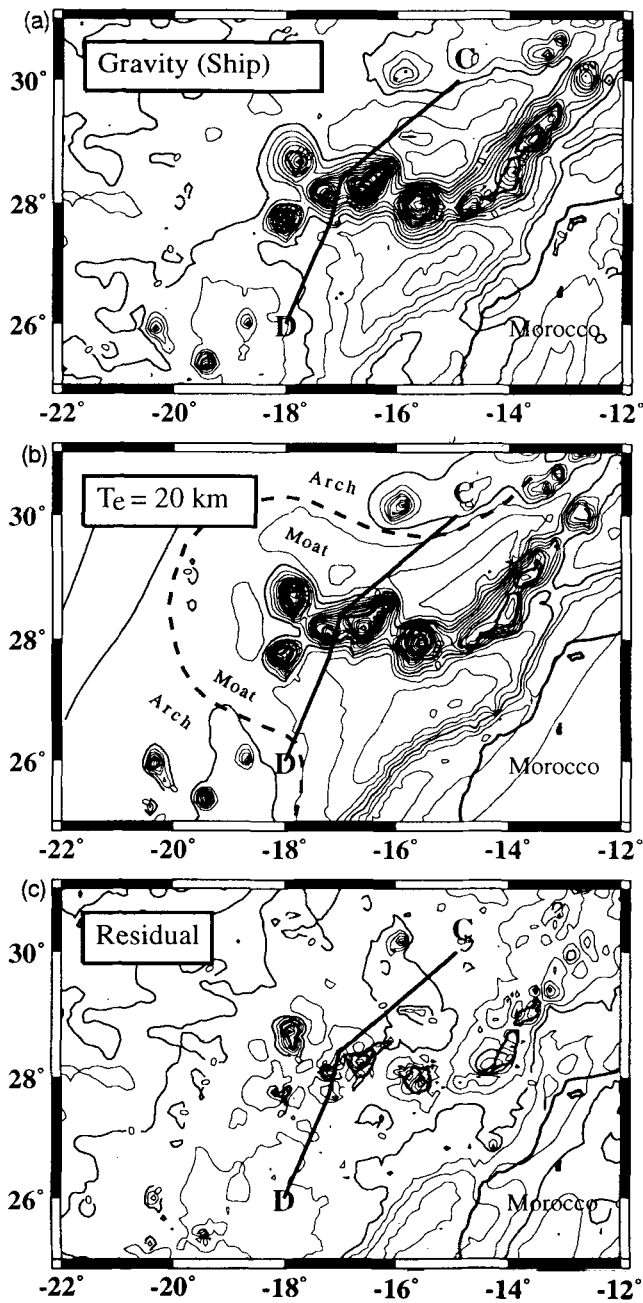 (a)
Gravity (Ship)
C
30°
28°
26°
D
Morocco
-22 -20° -18° -16° -14° -12°
(b)
Te = 20 km
Arch
C
30°
Moat
28°
Moat
Arch
26°
D
Morocco
-22° -20° -18° -16° -14° -12°
(c)
Residual
C
30°
28°
26°
D
Morocco
-22° -20° -18° -16° -14° -12°